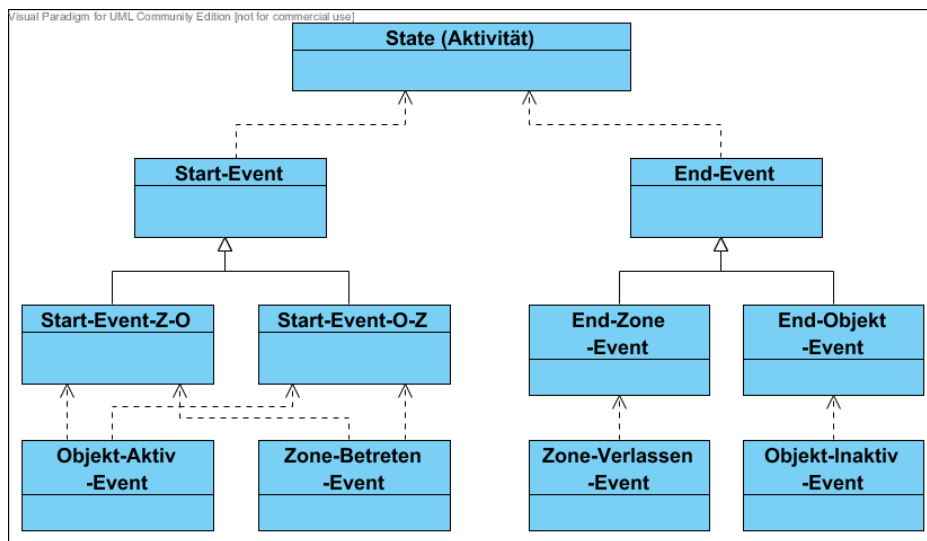 Visual Paradigm for UML Community Edition [not for commercial use]
State (Aktivität)
Start-Event
End-Event
Start-Event-Z-O
Start-Event-O-Z
End-Zone
-Event
End-Objekt
-Event
Objekt-Aktiv
-Event
Zone-Betreten
-Event
Zone-Verlassen
-Event
Objekt-Inaktiv
-Event